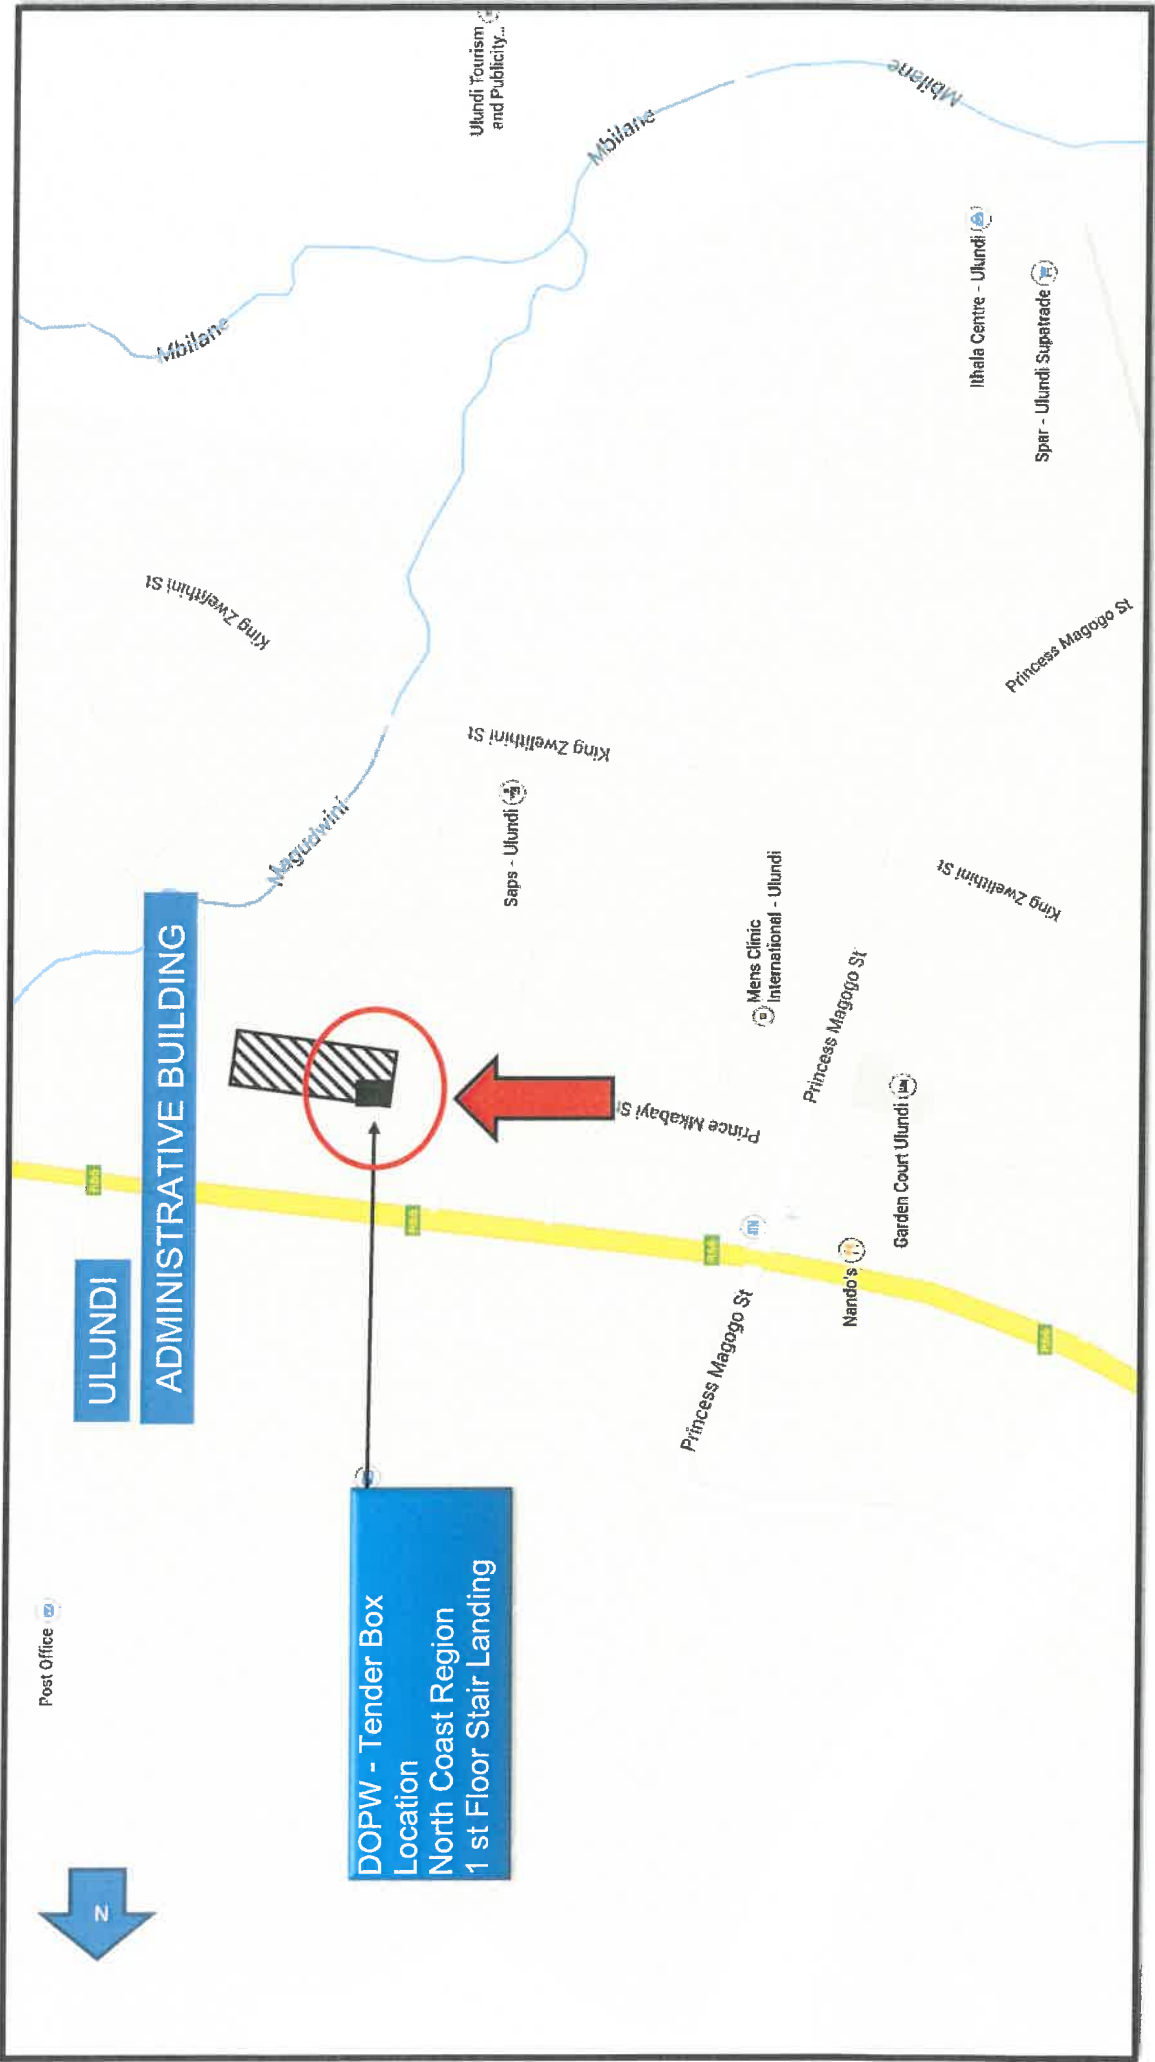 Post Office
N
ULUNDI
ADMINISTRATIVE BUILDING
Mbilane
King Zwelithini St
DOPW - Tender Box
Location
North Coast Region
1 st Floor Stair Landing
Ulundi Tourism
and Publicity...
Saps - Ulundi
King Zwelithini St
Mbilane
Prince Mkabayi St
Princess Magogo St
Mens Clinic
International - Ulundi
Princess Magogo St
Nando's
Garden Court Ulundi
Mbilane
Ithala Centre - Ulundi
King Zwelithini St
Spar - Ulundi Supatrade
Princess Magogo St